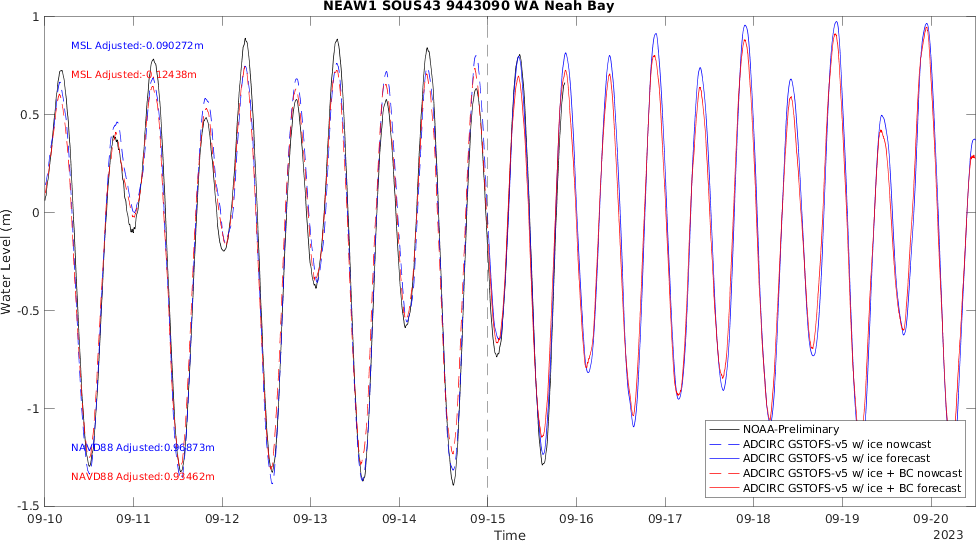 NEAW1 SOUS43 9443090 WA Neah Bay
MSL Adjusted:-0.090272m
MSL Adjusted:-0.12438m
NAVD88 Adjusted:0.96873m
NAVD88 Adjusted:0.93462m
Water Level (m)
1
0.5
0
-0.5
-1
-1.5
NOAA-Preliminary
ADCIRC GSTOFS-v5 w/ ice nowcast
ADCIRC GSTOFS-v5 w/ ice forecast
ADCIRC GSTOFS-v5 w/ ice + BC nowcast
ADCIRC GSTOFS-v5 w/ ice + BC forecast
09-10 09-11 09-12 09-13 09-14 09-15 09-16 09-17 09-18 09-19 09-20
Time
2023